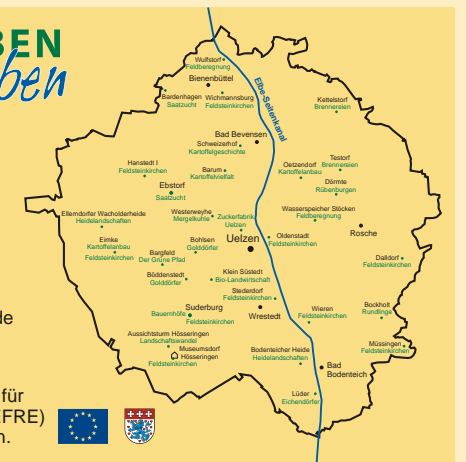 BEN
ben
Wulfstorf
Feldberegnung
Bienenbüttel
Bardenhagen
Saatzucht
Wichmannsburg
Feldsteinkirchen
Elbe-Seitenkanal
Kettelstorf
Brennereien
Bad Bevensen
Schweizerhof
Kartoffelgeschichte
Hanstedt I
Feldsteinkirchen
Barum
Kartoffelvielfalt
Oetzendorf
Kartoffelanbau
Testorf
Brennereien
Dörmte
Rübenburgen
Ebstorf
Saatzucht
Ellerndorfer Wacholderheide
Heidelandschaften
Westerweyhe
Mergelkuhle
Zuckerfabrik
Uelzen
Wasserspeicher Stöcken
Feldberegnung
Rosche
Eimke
Kartoffelanbau
Feldsteinkirchen
Bohlsen
Golddörfer
Uelzen
Oldenstadt
Feldsteinkirchen
Bargfeld
Der Grüne Pfad
Dalldorf
Feldsteinkirchen
Böddenstedt
Golddörfer
Klein Süstedt
Bio-Landwirtschaft
Stederdorf
Feldsteinkirchen
Suderburg
Bauernhöfe
Feldsteinkirchen
Wrestedt
Wieren
Feldsteinkirchen
Bockholt
Rundlinge
Aussichtsturm Hösseringen
Landschaftswandel
Museumsdorf
Hösseringen
Feldsteinkirchen
Bodenteicher Heide
Heidelandschaften
Müssingen
Feldsteinkirchen
Bad
Bodenteich
Lüder
Eichendörfer
de
für
EFRE)
n.